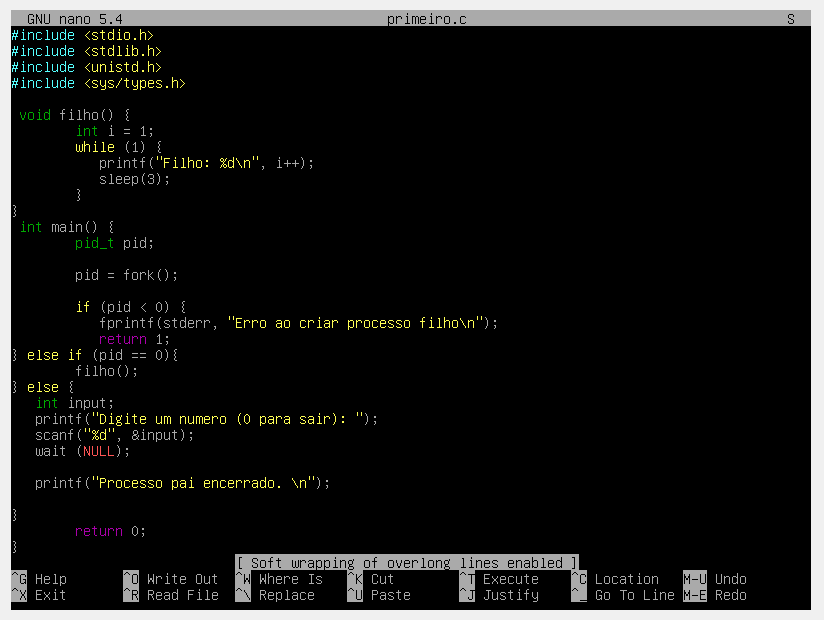 GNU nano 5.4 primeiro.c S
#include <stdio.h>
#include <stdlib.h>
#include <unistd.h>
#include <sys/types.h>
void filho() {
int i = 1;
while (1) {
printf("Filho: %d\n", i++);
sleep(3);
}
}
int main() {
pid_t pid;
pid = fork();
if (pid < 0) {
fprintf(stderr, "Erro ao criar processo filho\n");
return 1;
} else if (pid == 0){
filho();
} else {
int input;
printf("Digite um numero (0 para sair): ");
scanf("%d", &input);
wait (NULL);
printf("Processo pai encerrado. \n");
}
return 0;
}
[ Soft wrapping of overlong lines enabled ]
^G Help ^O Write Out ^W Where Is ^K Cut ^T Execute ^C Location M-U Undo
^X Exit ^R Read File ^\ Replace ^U Paste ^J Justify ^_ Go To Line M-E Redo